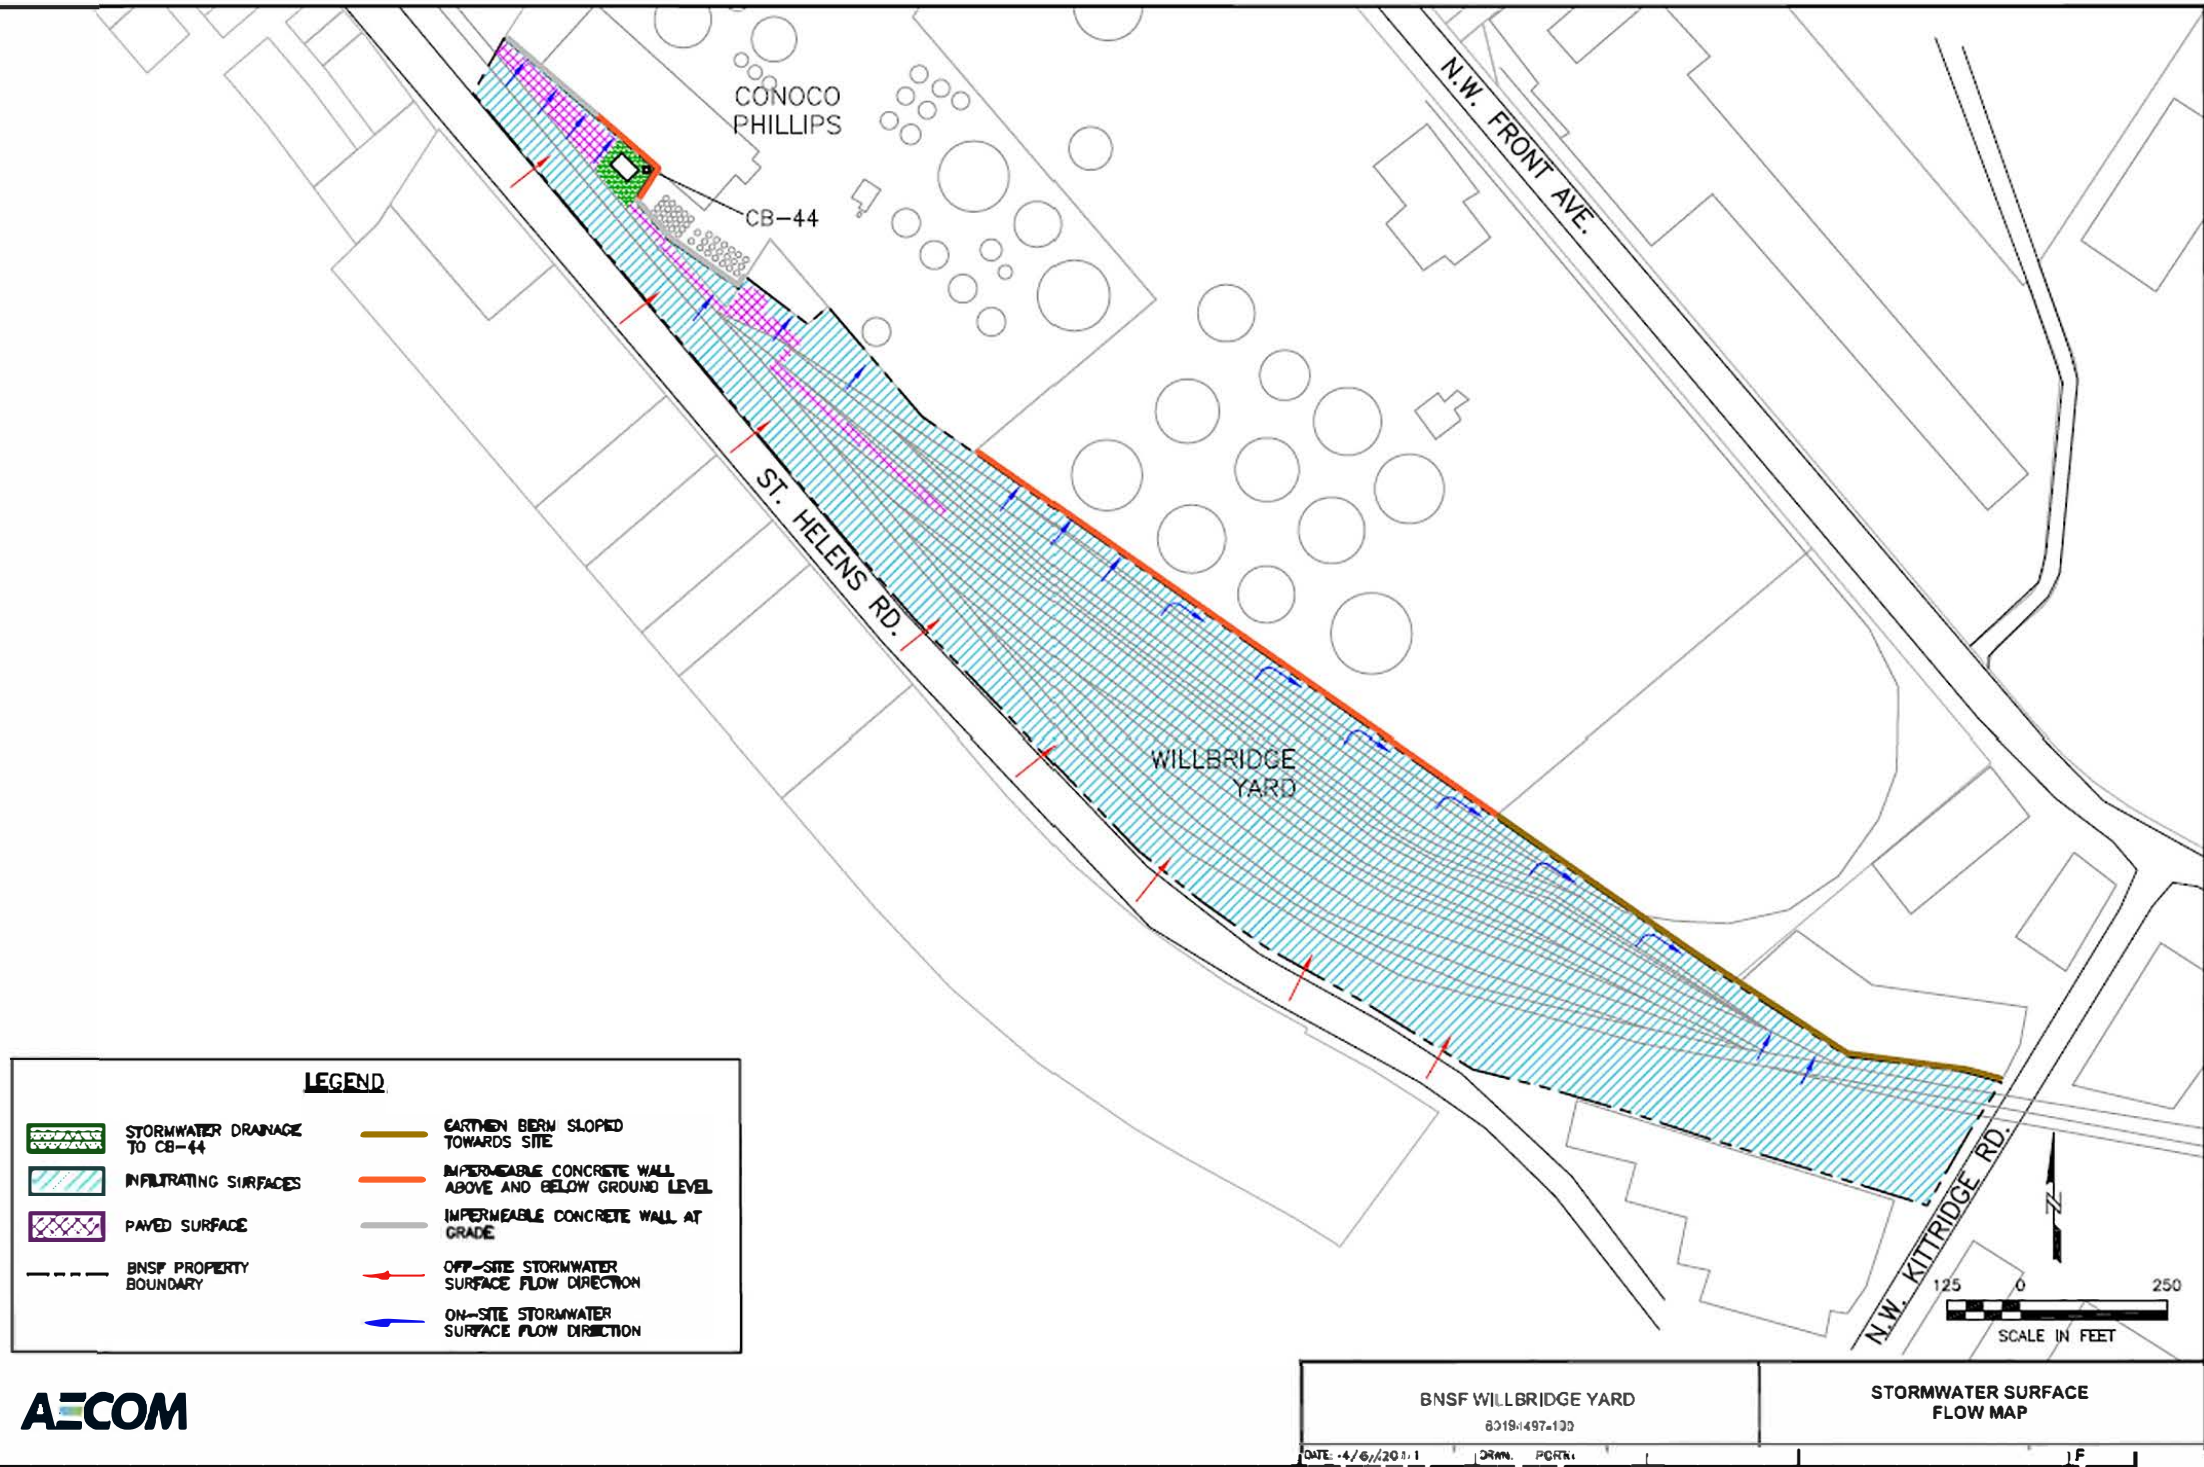 CONOCO
PHILLIPS
CB-44
N.W. FRONT AVE.
ST. HELENS RD.
WILLBRIDGE
YARD
N.W. KITTRIDGE RD.
LEGEND
STORMWATER DRAINAGE
TO CB-44
INFILTRATING SURFACES
PAVED SURFACE
BNSF PROPERTY
BOUNDARY
EARTHEN BERM SLOPED
TOWARDS SITE
IMPERMEABLE CONCRETE WALL
ABOVE AND BELOW GROUND LEVEL
IMPERMEABLE CONCRETE WALL AT
GRADE
OFF-SITE STORMWATER
SURFACE FLOW DIRECTION
ON-SITE STORMWATER
SURFACE FLOW DIRECTION
N
125 0 250
SCALE IN FEET
AECOM
BNSF WILLBRIDGE YARD
STORMWATER SURFACE
FLOW MAP
DATE:
DRWN.